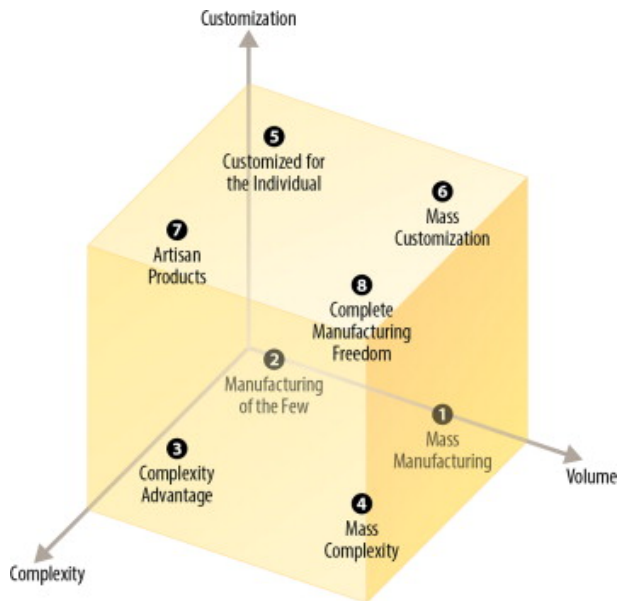 Customization
5
Customized for
the Individual
6
Mass
Customization
7
Artisan
Products
8
Complete
Manufacturing
Freedom
2
Manufacturing
of the Few
1
Mass
Manufacturing
3
Complexity
Advantage
Volume
4
Mass
Complexity
Complexity